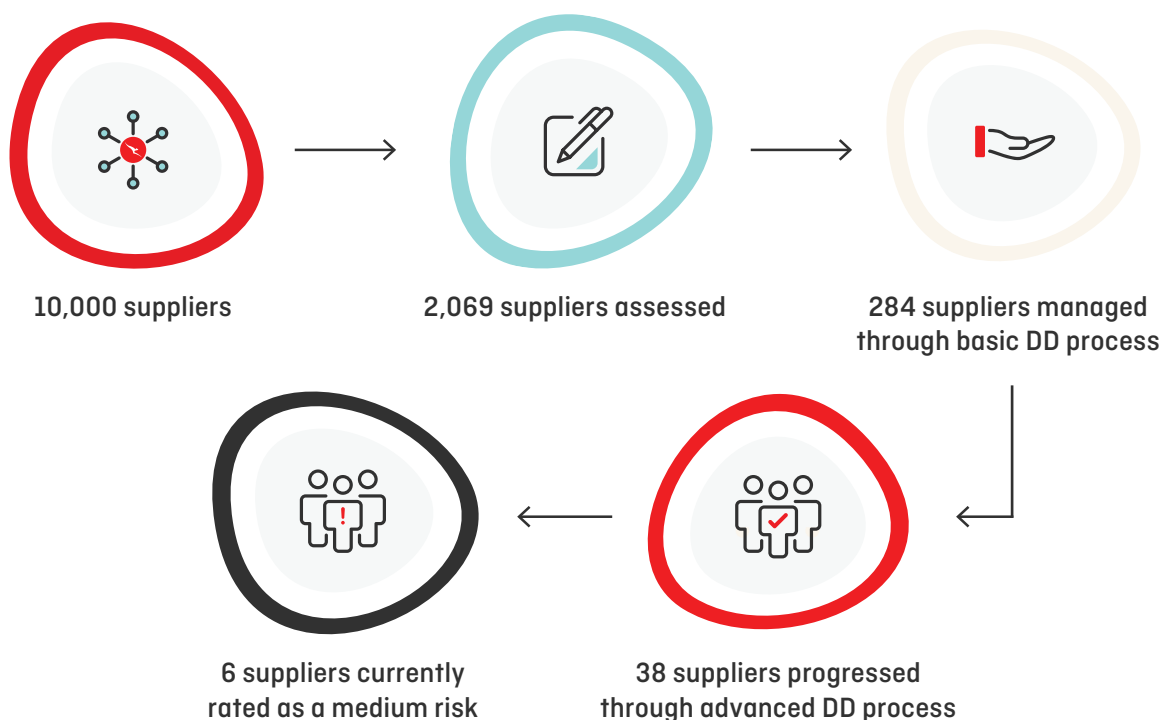 10,000 suppliers
2,069 suppliers assessed
284 suppliers managed
through basic DD process
38 suppliers progressed
through advanced DD process
6 suppliers currently
rated as a medium risk